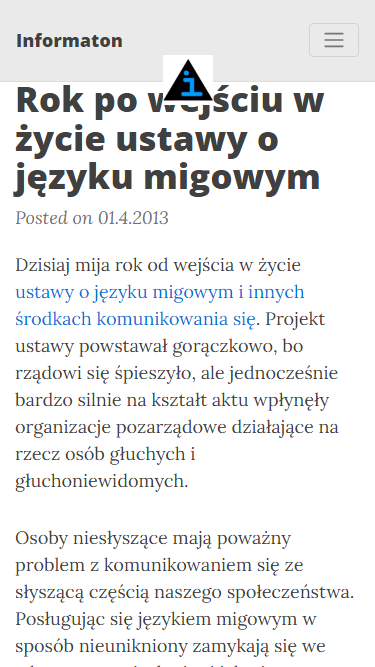 Informaton
Rok po wejściu w
życie ustawy o
języku migowym
Posted on 01.4.2013
Dzisiaj mija rok od wejścia w życie
ustawy o języku migowym i innych
środkach komunikowania się. Projekt
ustawy powstawał gorączkowo, bo
rządowi się śpieszyło, ale jednocześnie
bardzo silnie na kształt aktu wpłynęły
organizacje pozarządowe działające na
rzecz osób głuchych i
głuchoniewidomych.
Osoby niesłyszące mają poważny
problem z komunikowaniem się ze
słyszącą częścią naszego społeczeństwa.
Posługując się językiem migowym w
sposób nieunikniony zamykają się we